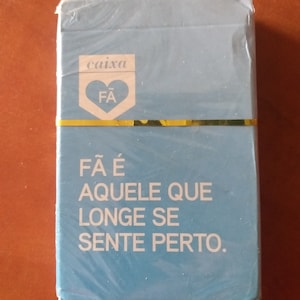 caixa
FÃ
FÃ É
AQUELE QUE
LONGE SE
SENTE PERTO.